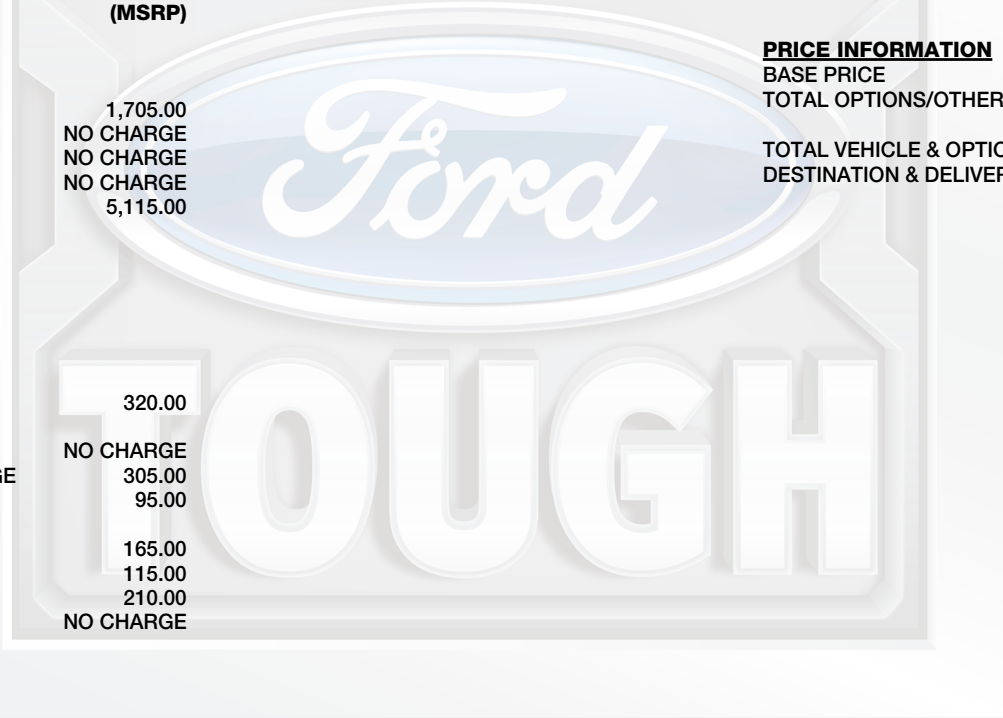 (MSRP)
1,705.00
NO CHARGE
NO CHARGE
NO CHARGE
5,115.00
320.00
NO CHARGE
GE 305.00
95.00
165.00
115.00
210.00
NO CHARGE
PRICE INFORMATION
BASE PRICE
TOTAL OPTIONS/OTHER
TOTAL VEHICLE & OPTIO
DESTINATION & DELIVER
Ford
TOUGH